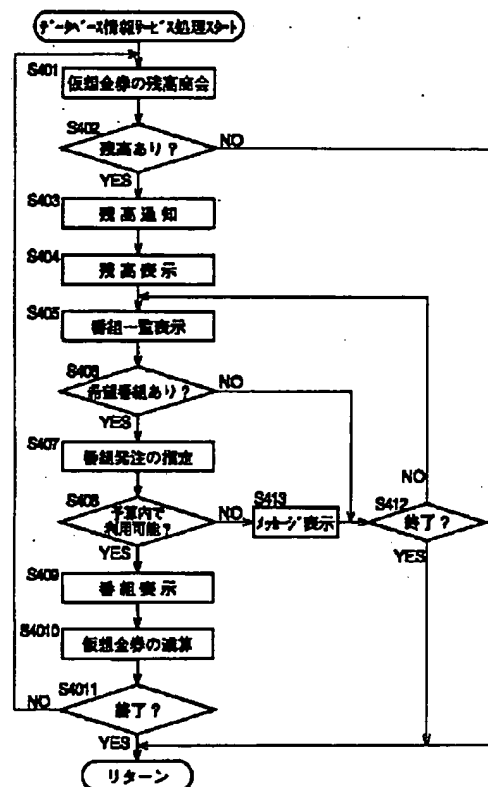 データベース情報サービス処理スタート
S401
仮想金券の残高照会
S402
残高あり?
NO
YES
S403
残高通知
S404
残高表示
S405
番組一覧表示
S406
希望番組あり?
NO
YES
S407
番組発注の指定
S408
予算内で
利用可能?
NO
YES
S413
メッセージ表示
S412
終了?
NO
YES
S409
番組表示
S4010
仮想金券の減算
S4011
終了?
NO
YES
リターン